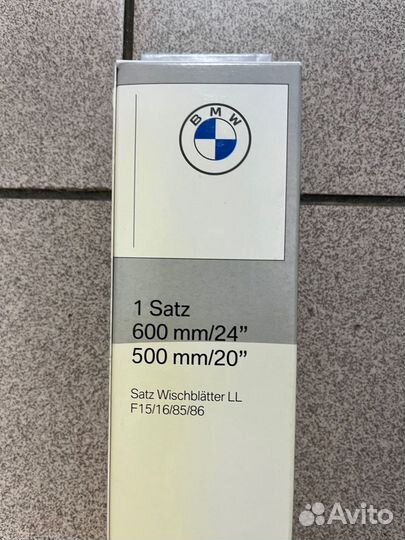 BMW
1 Satz
600 mm/24”
500 mm/20”
Satz Wischblätter LL
F15/16/85/86
Avito